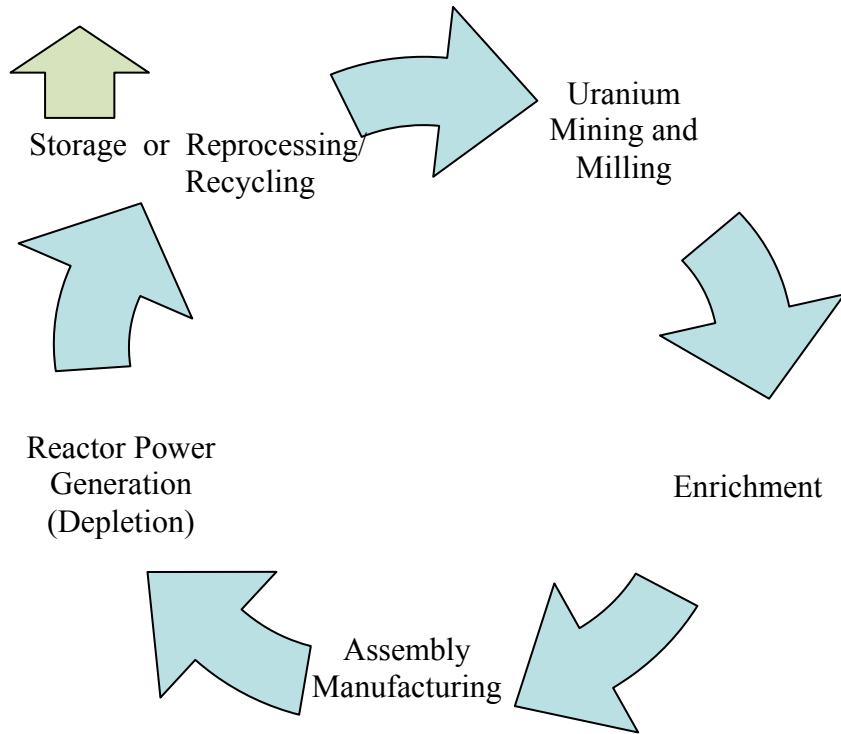 Uranium
Mining and
Milling
Storage or Reprocessing/
Recycling
Reactor Power
Generation
(Depletion)
Enrichment
Assembly
Manufacturing